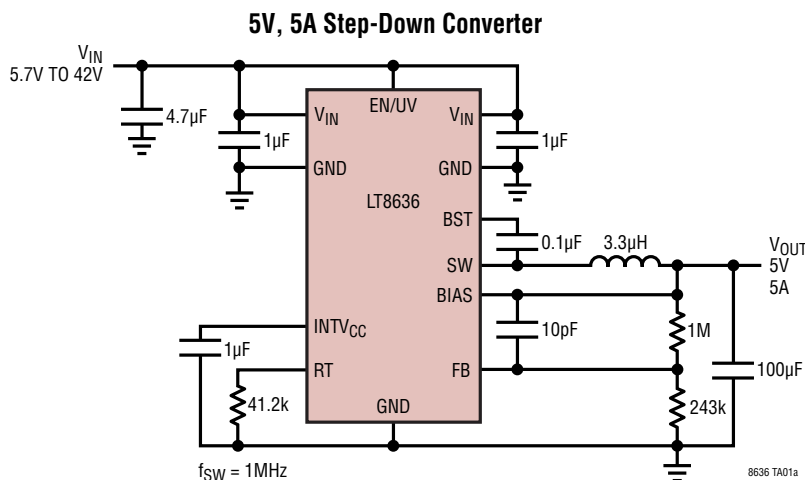 5V, 5A Step-Down Converter
VIN
5.7V TO 42V
4.7µF
1µF
VIN
EN/UV
VIN
1µF
GND
GND
LT8636
BST
0.1µF
3.3µH
SW
VOUT
5V
5A
BIAS
10pF
1M
INTVCC
1µF
RT
FB
100µF
41.2k
GND
243k
fSW = 1MHz
8636 TA01a